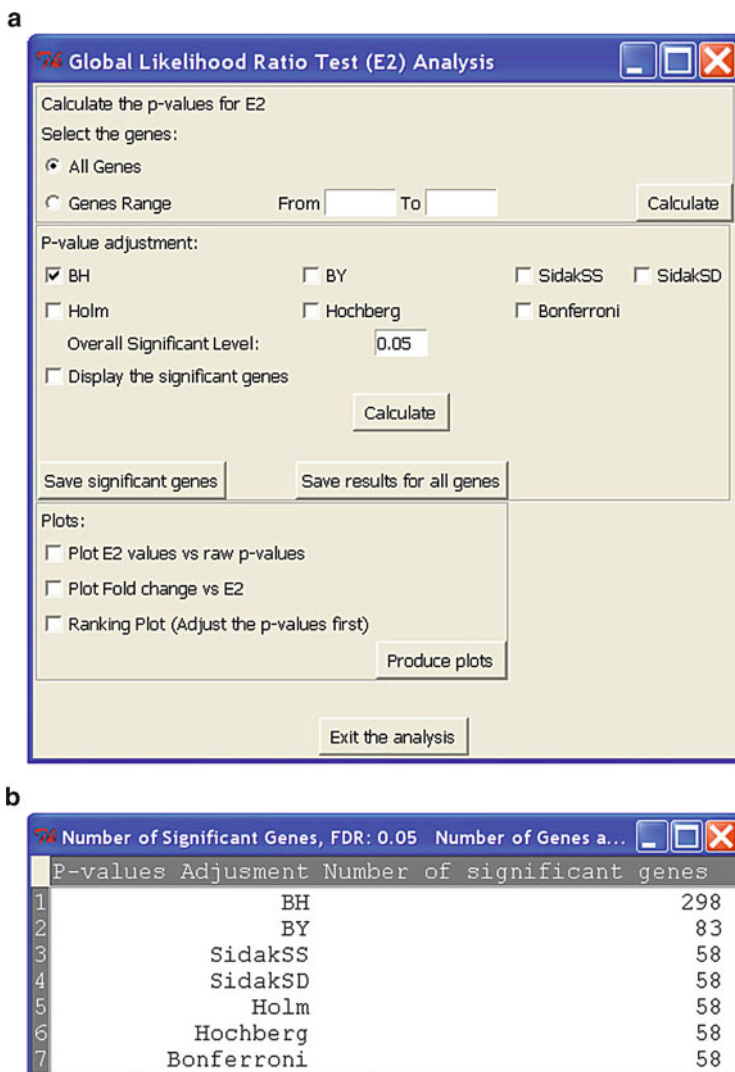 a
Global Likelihood Ratio Test (E2) Analysis
Calculate the p-values for E2
Select the genes:
All Genes
Genes Range From To Calculate
P-value adjustment:
BH BY SidakSS SidakSD
Holm Hochberg Bonferroni
Overall Significant Level: 0.05
Display the significant genes
Calculate
Save significant genes Save results for all genes
Plots:
Plot E2 values vs raw p-values
Plot Fold change vs E2
Ranking Plot (Adjust the p-values first)
Produce plots
Exit the analysis
b
Number of Significant Genes, FDR: 0.05 Number of Genes a...
P-values Adjusment Number of significant genes
1 BH 298
2 BY 83
3 SidakSS 58
4 SidakSD 58
5 Holm 58
6 Hochberg 58
7 Bonferroni 58